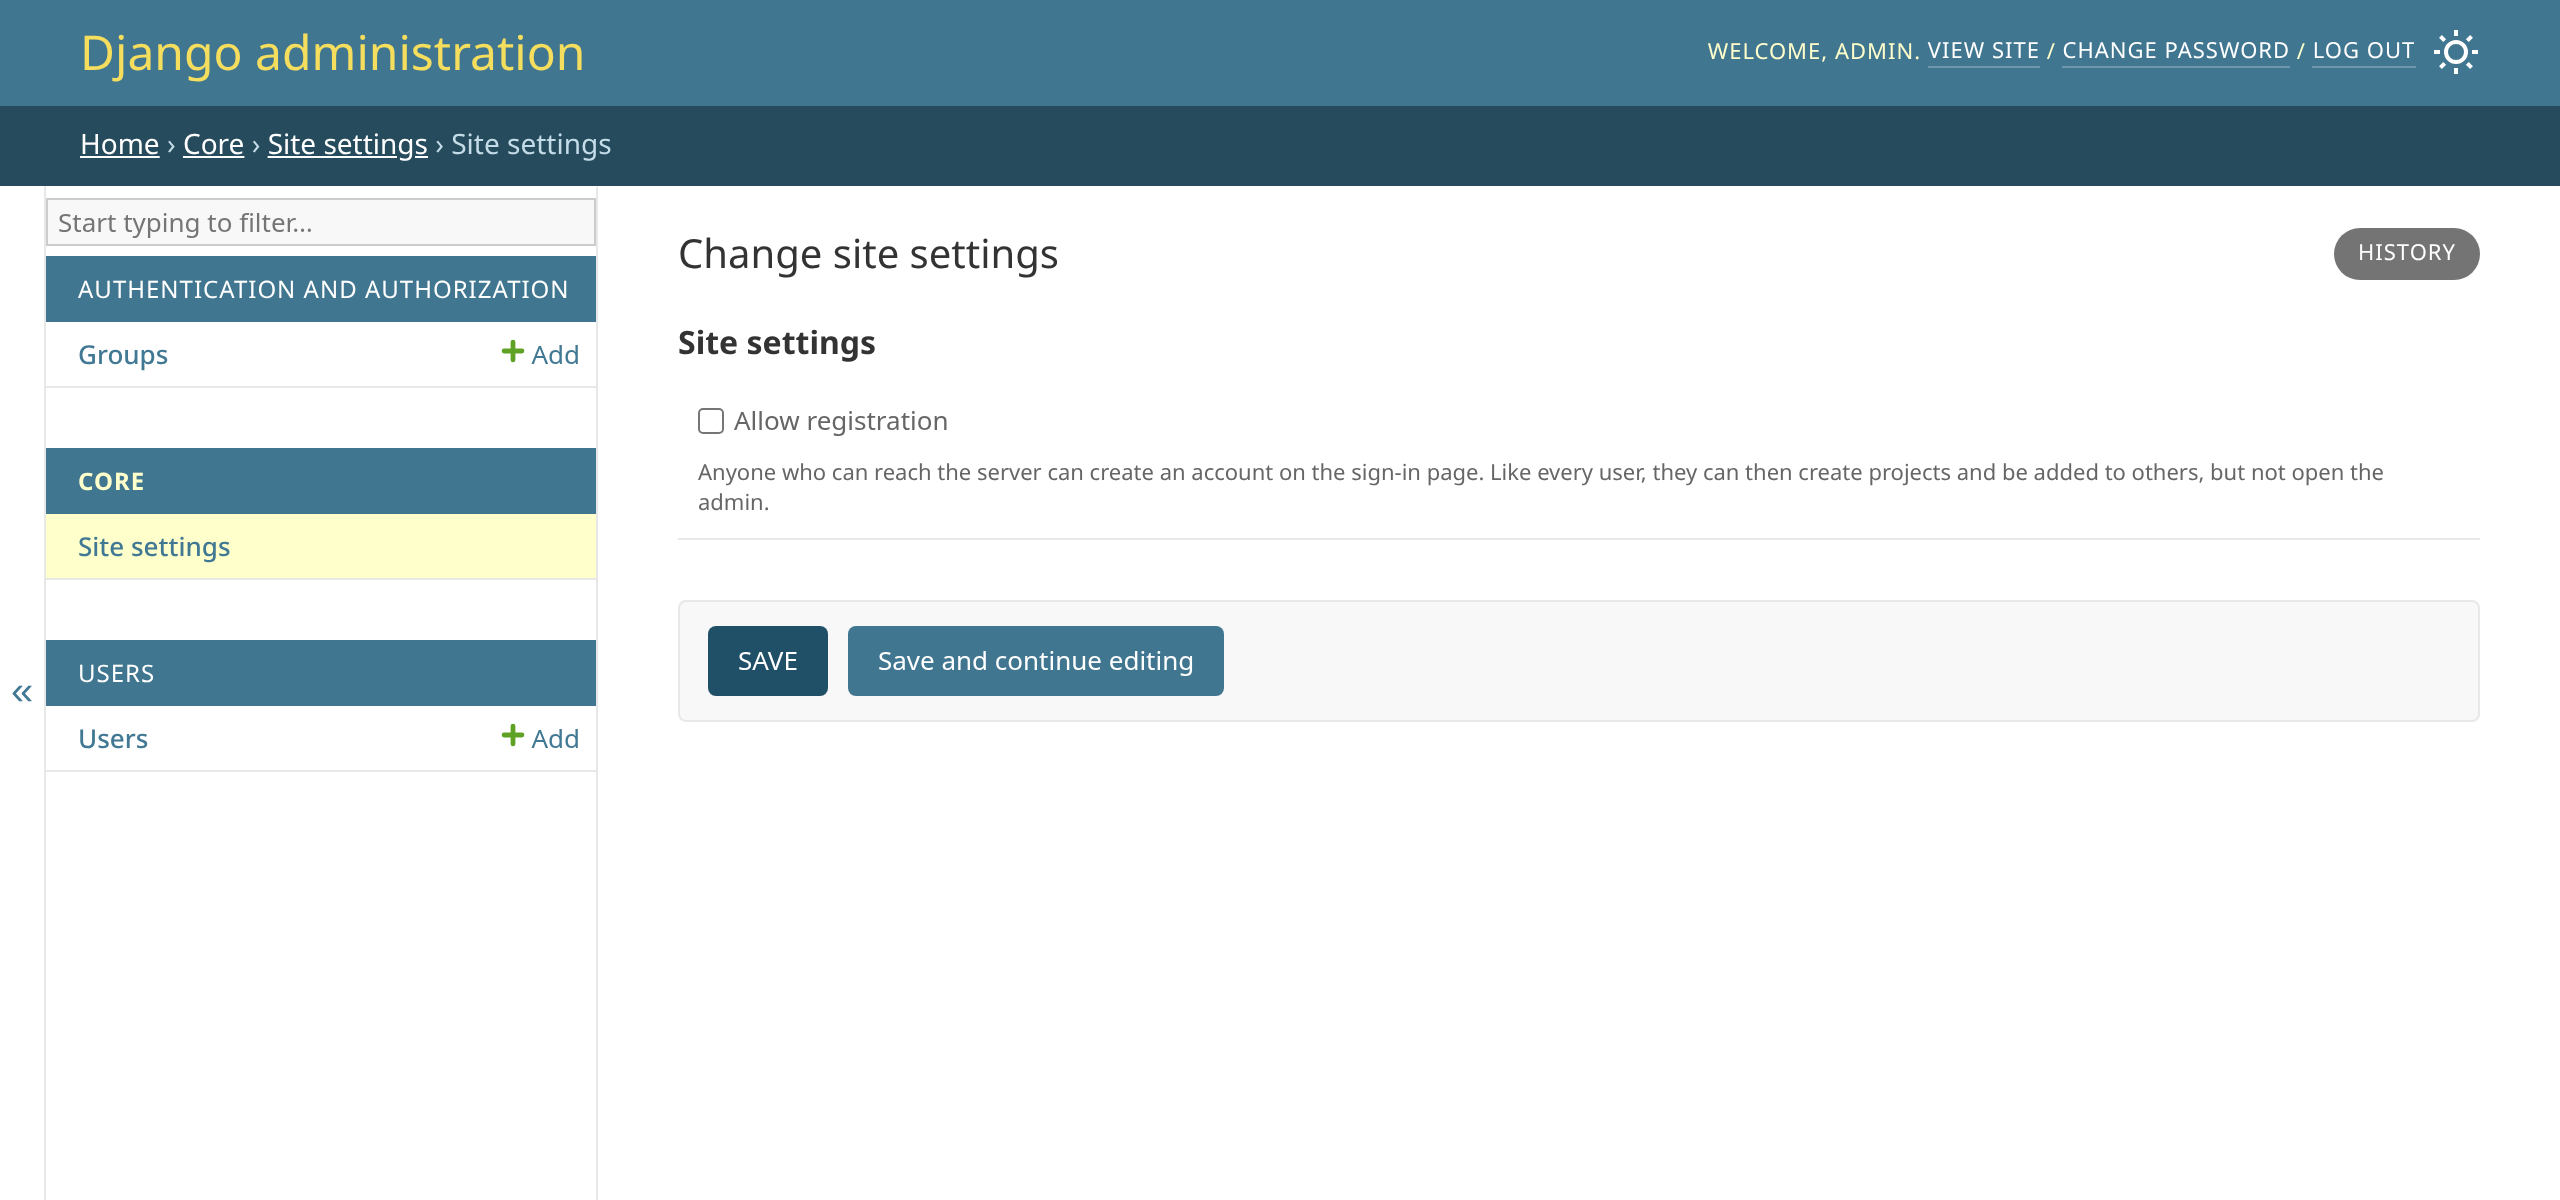 Django administration
WELCOME, ADMIN. VIEW SITE / CHANGE PASSWORD / LOG OUT
Home › Core › Site settings › Site settings
Start typing to filter...
AUTHENTICATION AND AUTHORIZATION
Groups + Add
CORE
Site settings
USERS
Users + Add
«
Change site settings
HISTORY
Site settings
Allow registration
Anyone who can reach the server can create an account on the sign-in page. Like every user, they can then create projects and be added to others, but not open the
admin.
SAVE Save and continue editing